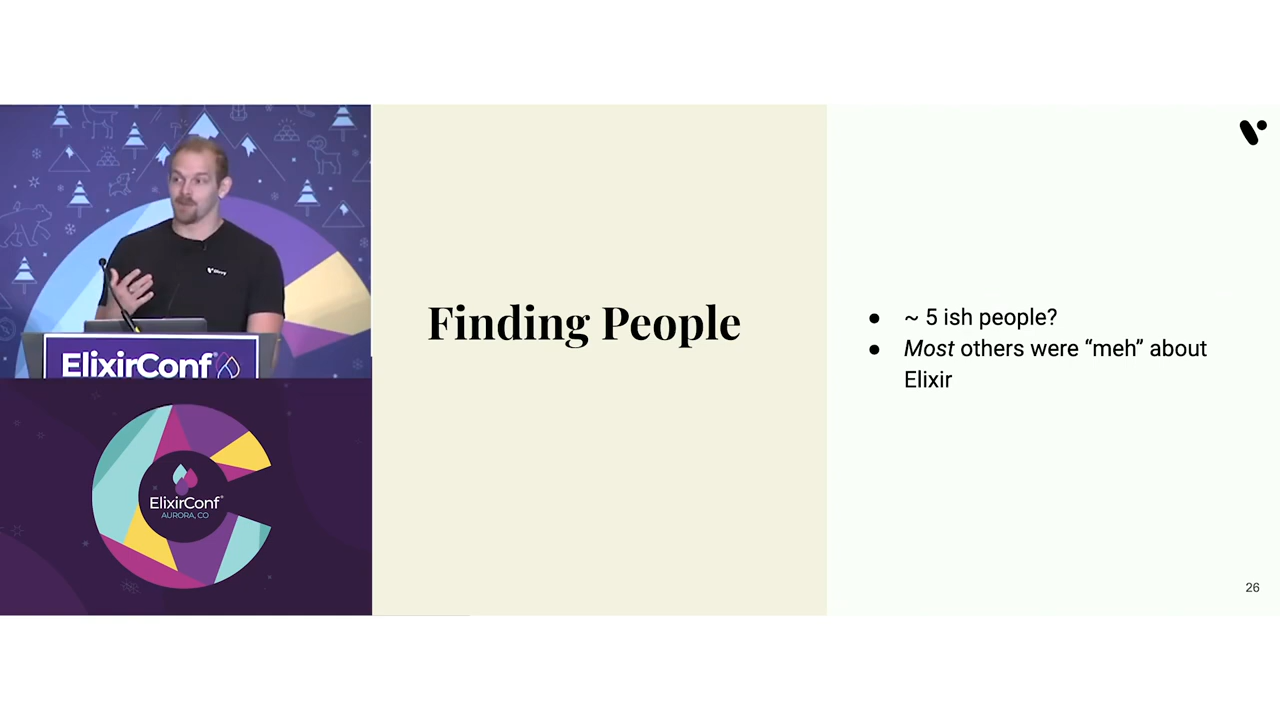 ElixirConf
ElixirConf
AURORA, CO
Finding People
● ~ 5 ish people?
● Most others were “meh” about
Elixir
26